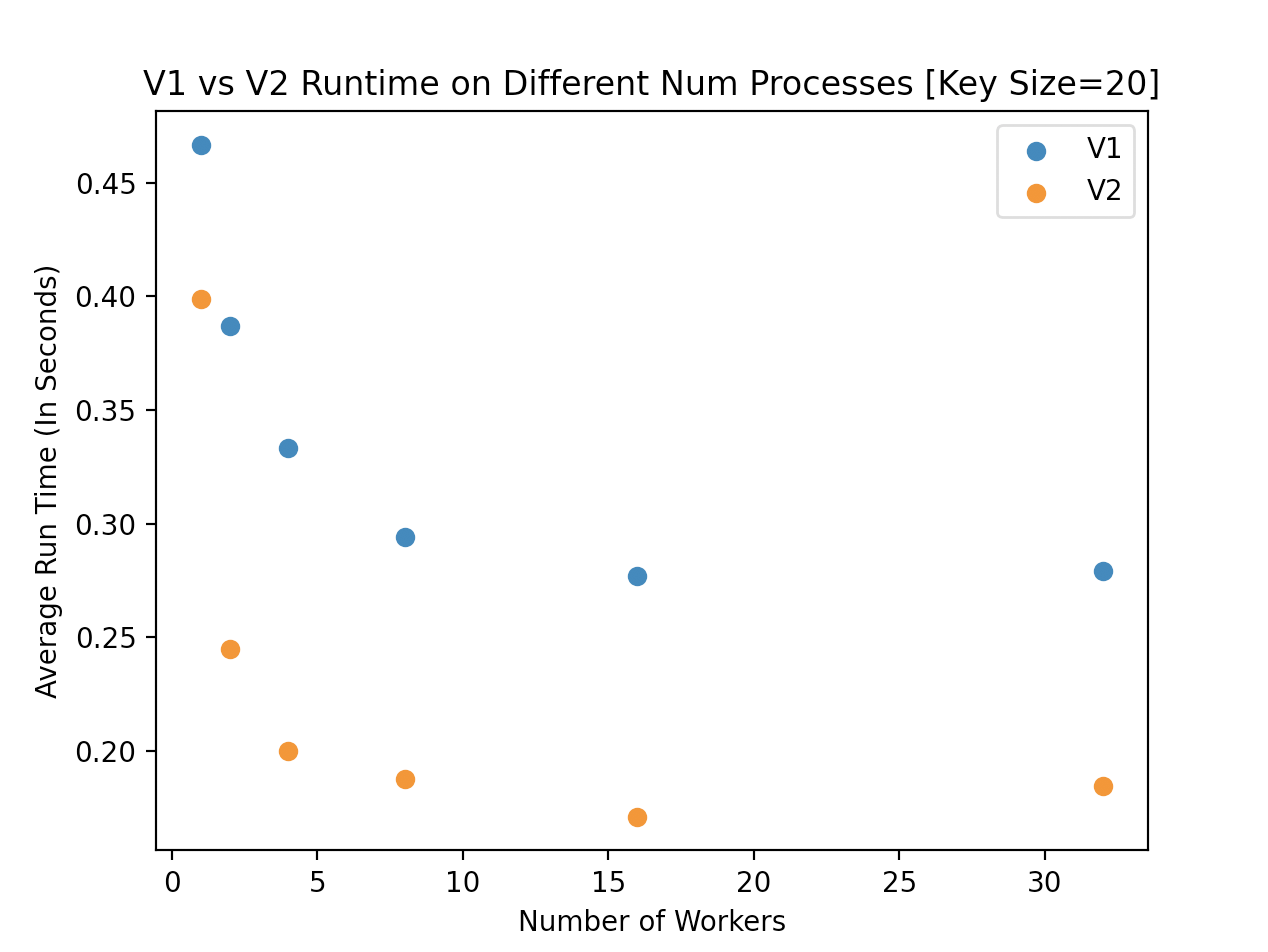 V1 vs V2 Runtime on Different Num Processes [Key Size=20]
V1
V2
Average Run Time (In Seconds)
0.45
0.40
0.35
0.30
0.25
0.20
0 5 10 15 20 25 30
Number of Workers